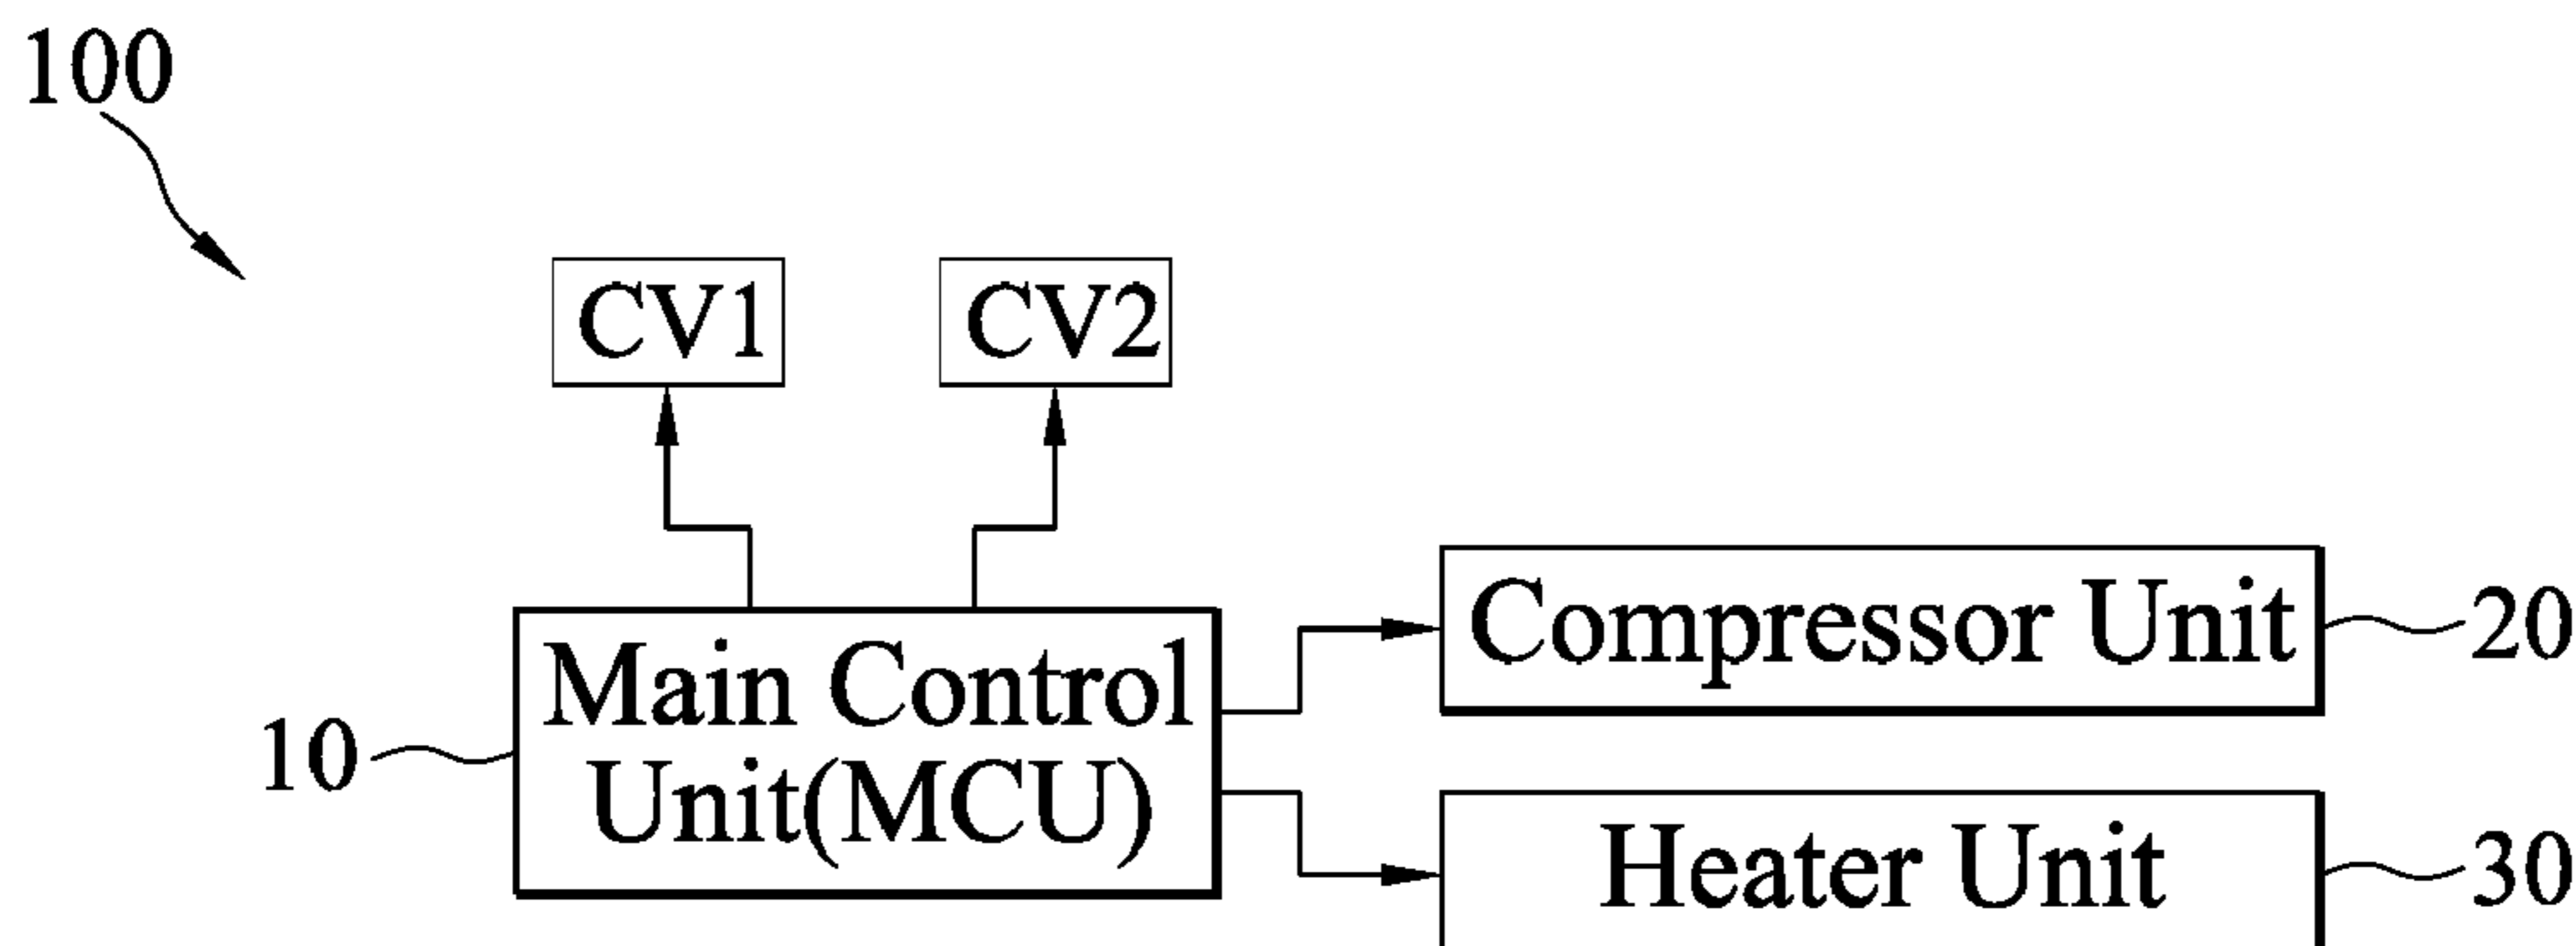 100
CV1
CV2
Main Control
Unit(MCU)
10
Compressor Unit
20
Heater Unit
30